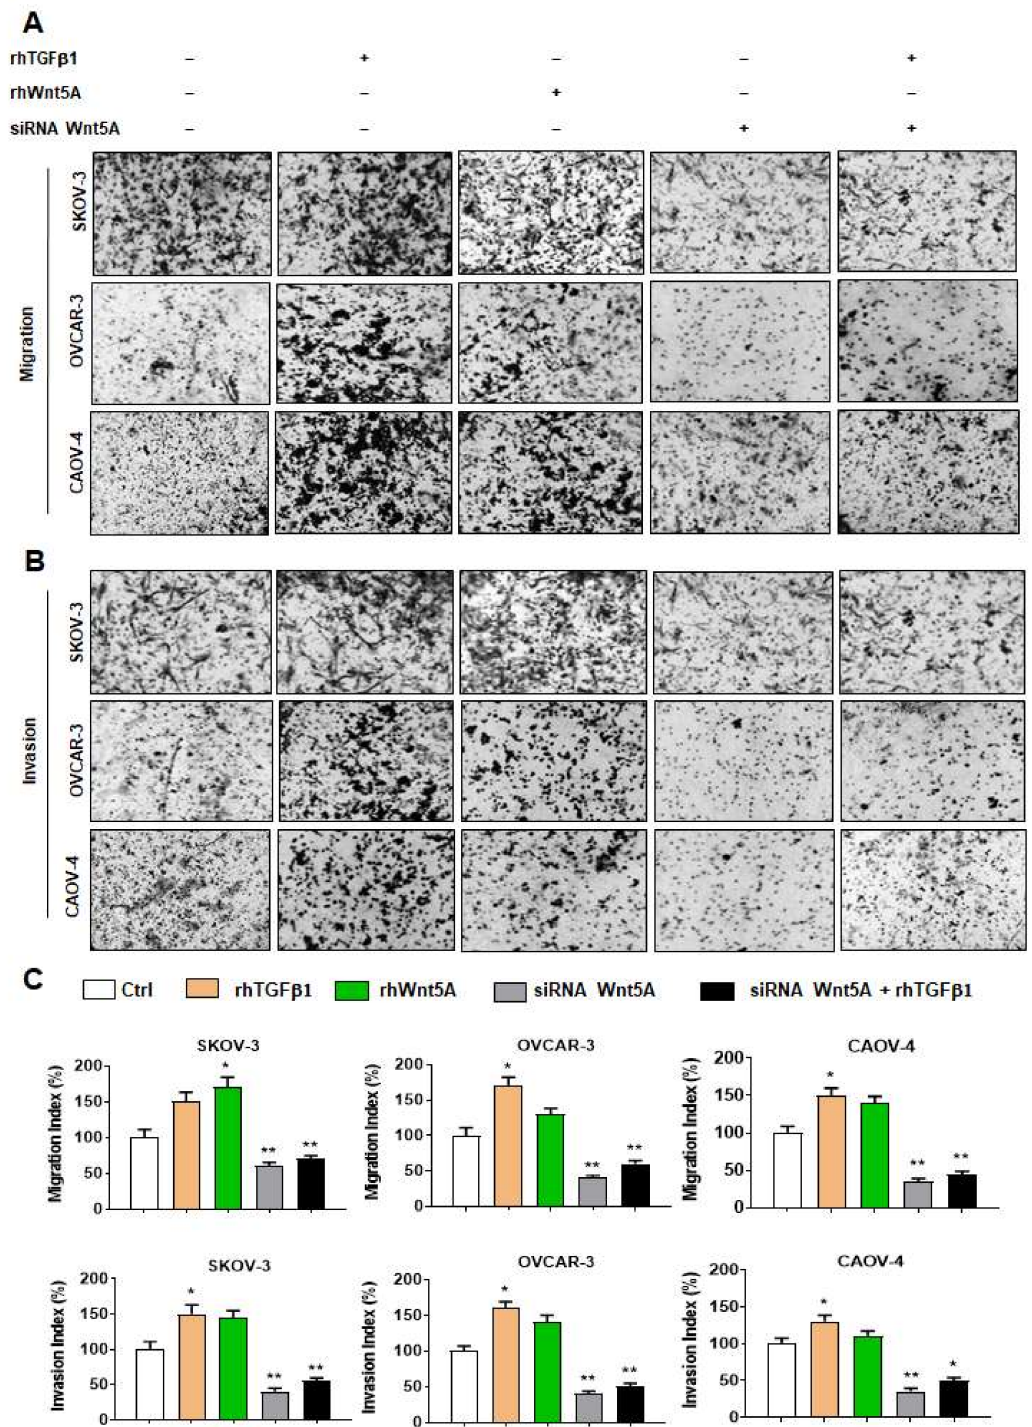 A
rhTGFβ1 – + – – +
rhWnt5A – – + – –
siRNA Wnt5A – – – + +
Migration
SKOV-3
OVCAR-3
CAOV-4
B
Invasion
SKOV-3
OVCAR-3
CAOV-4
C
Ctrl rhTGFβ1 rhWnt5A siRNA Wnt5A siRNA Wnt5A + rhTGFβ1
SKOV-3
Migration Index (%)
200
150
100
50
0
*
**
**
OVCAR-3
Migration Index (%)
200
150
100
50
0
*
**
**
CAOV-4
Migration Index (%)
200
150
100
50
0
*
**
**
SKOV-3
Invasion Index (%)
200
150
100
50
0
*
**
**
OVCAR-3
Invasion Index (%)
200
150
100
50
0
*
**
**
CAOV-4
Invasion Index (%)
200
150
100
50
0
*
**
*